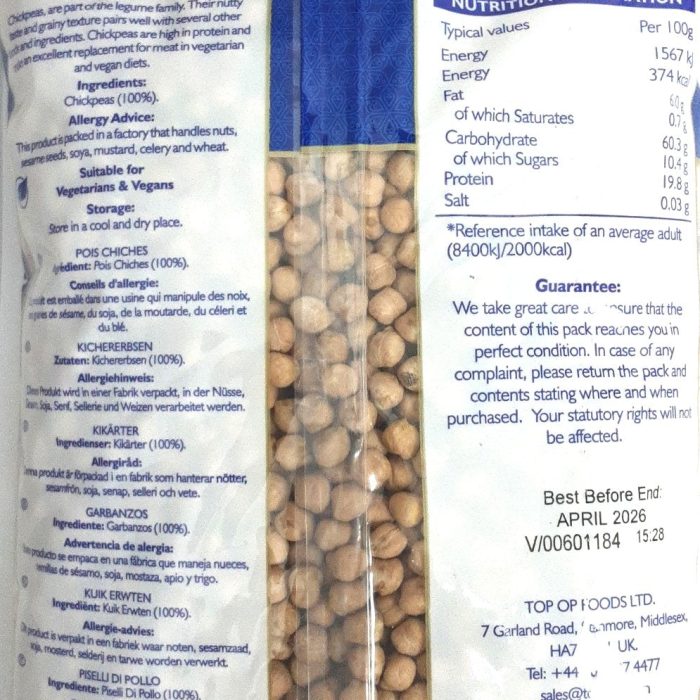 Chickpeas, are part of the legume family. Their nutty
and grainy texture pairs well with several other
and ingredients. Chickpeas are high in protein and
an excellent replacement for meat in vegetarian
and vegan diets.
Ingredients:
Chickpeas (100%).
Allergy Advice:
This product is packed in a factory that handles nuts,
sesame seeds, soya, mustard, celery and wheat.
Suitable for
Vegetarians & Vegans
Storage:
Store in a cool and dry place.
POIS CHICHES
Pois Chiches (100%).
Conseils d'allergie:
est emballé dans une usine qui manipule des noix,
de sésame, du soja, de la moutarde, du céleri et
du blé.
KICHERERBSEN
Zutaten: Kichererbsen (100%).
Allergiehinweis:
Produkt wird in einer Fabrik verpackt, in der Nüsse,
Soja, Senf, Sellerie und Weizen verarbeitet werden.
KIKÄRTER
Ingredienser: Kikärter (100%).
Allergiråd:
produkt är förpackad i en fabrik som hanterar nötter,
sesamfrön, soja, senap, selleri och vete.
GARBANZOS
Ingrediente: Garbanzos (100%).
Advertencia de alergia:
producto se empaca en una fábrica que maneja nueces,
de sésamo, soja, mostaza, apio y trigo.
KUIK ERWTEN
Ingrediënt: Kuik Erwten (100%).
Allergie-advies:
product is verpakt in een fabriek waar noten, sesamzaad,
soja, mosterd, selderij en tarwe worden verwerkt.
PISELLI DI POLLO
Ingrediente: Piselli Di Pollo (100%).
Typical values Per 100g
Energy 1567 kJ
Energy 374 kcal
Fat 6.0g
of which Saturates 0.7g
Carbohydrate 60.3 g
of which Sugars 10.4 g
Protein 19.8 g
Salt 0.03 g
*Reference intake of an average adult
(8400kJ/2000kcal)
Guarantee:
We take great care to ensure that the
content of this pack reaches you in
perfect condition. In case of any
complaint, please return the pack and
contents stating where and when
purchased. Your statutory rights will not
be affected.
Best Before End:
APRIL 2026
V/00601184 15:28
TOP OP FOODS LTD.
7 Garland Road, Stanmore, Middlesex,
HA7 UK.
Tel: +44 7 4477